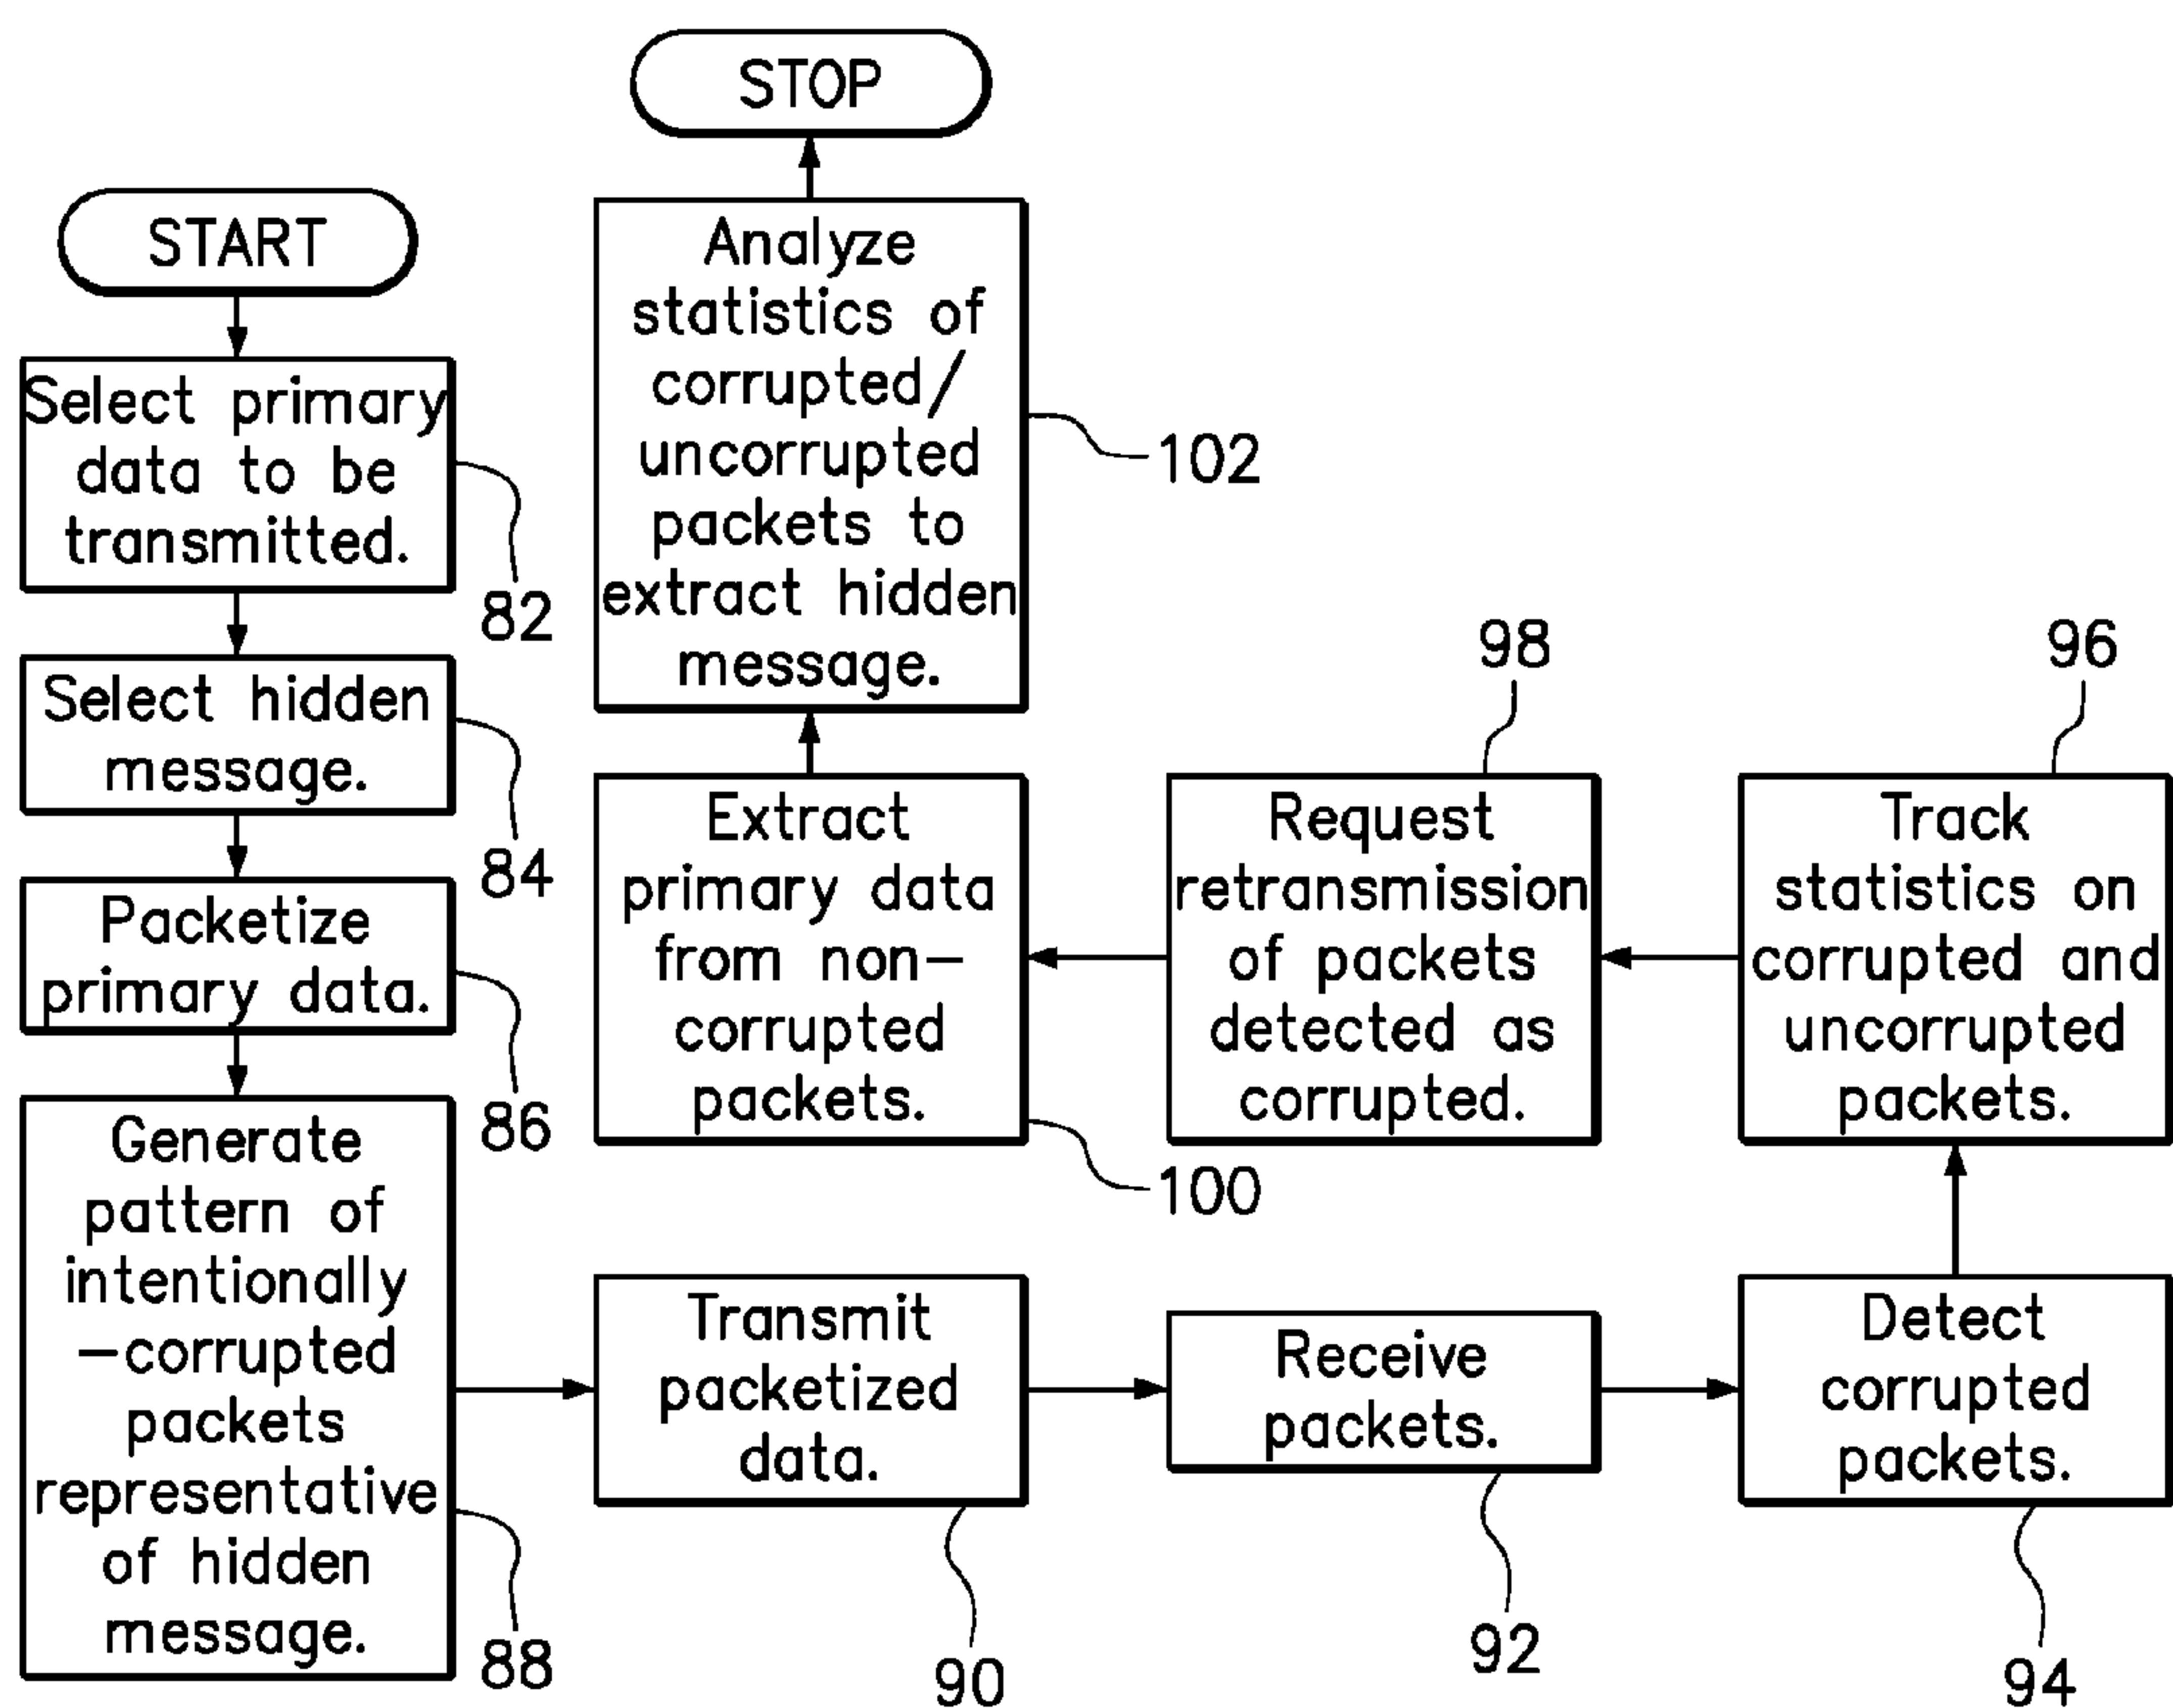 START
Select primary
data to be
transmitted.
82
Select hidden
message.
84
Packetize
primary data.
86
Generate
pattern of
intentionally
-corrupted
packets
representative
of hidden
message.
88
Transmit
packetized
data.
90
Receive
packets.
92
Detect
corrupted
packets.
94
Track
statistics on
corrupted and
uncorrupted
packets.
96
Request
retransmission
of packets
detected as
corrupted.
98
Extract
primary data
from non-
corrupted
packets.
100
Analyze
statistics of
corrupted/
uncorrupted
packets to
extract hidden
message.
102
STOP